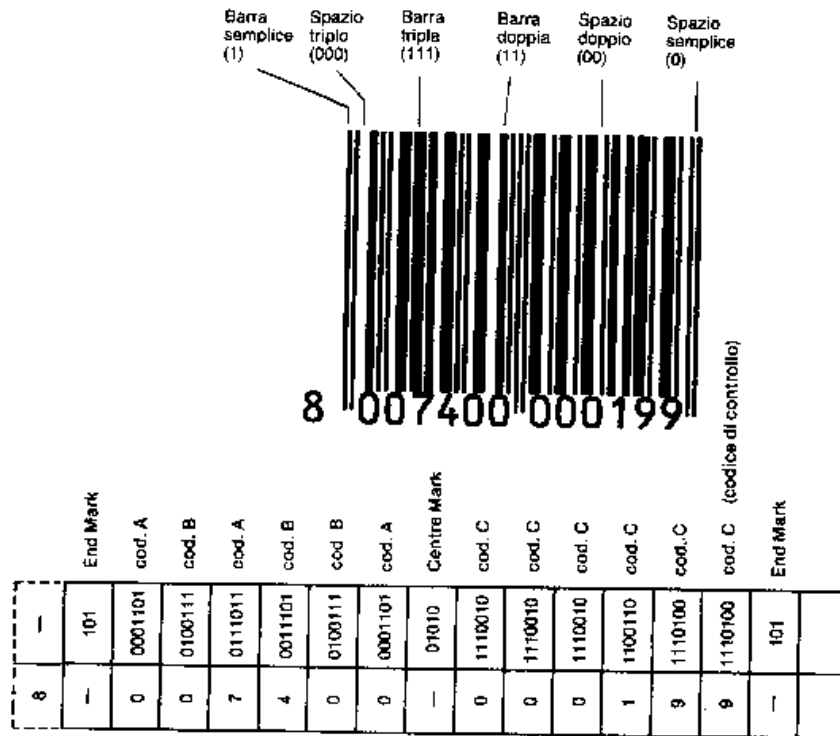 Barra semplice (1)
Spazio triplo (000)
Barra tripla (111)
Barra doppia (11)
Spazio doppio (00)
Spazio semplice (0)
8 007400 000199
(codice di controllo)
End Mark
cod. A
cod. B
cod. A
cod. B
cod B
cod. A
Centre Mark
cod. C
cod. C
cod. C
cod. C
cod. C
cod. C
End Mark
— 101 0001101 0100111 0111011 0011101 0100111 0001101 01010 1110010 1110010 1110010 1100110 1110100 1110100 101
8 — 0 0 7 4 0 0 — 0 0 0 1 9 9 —